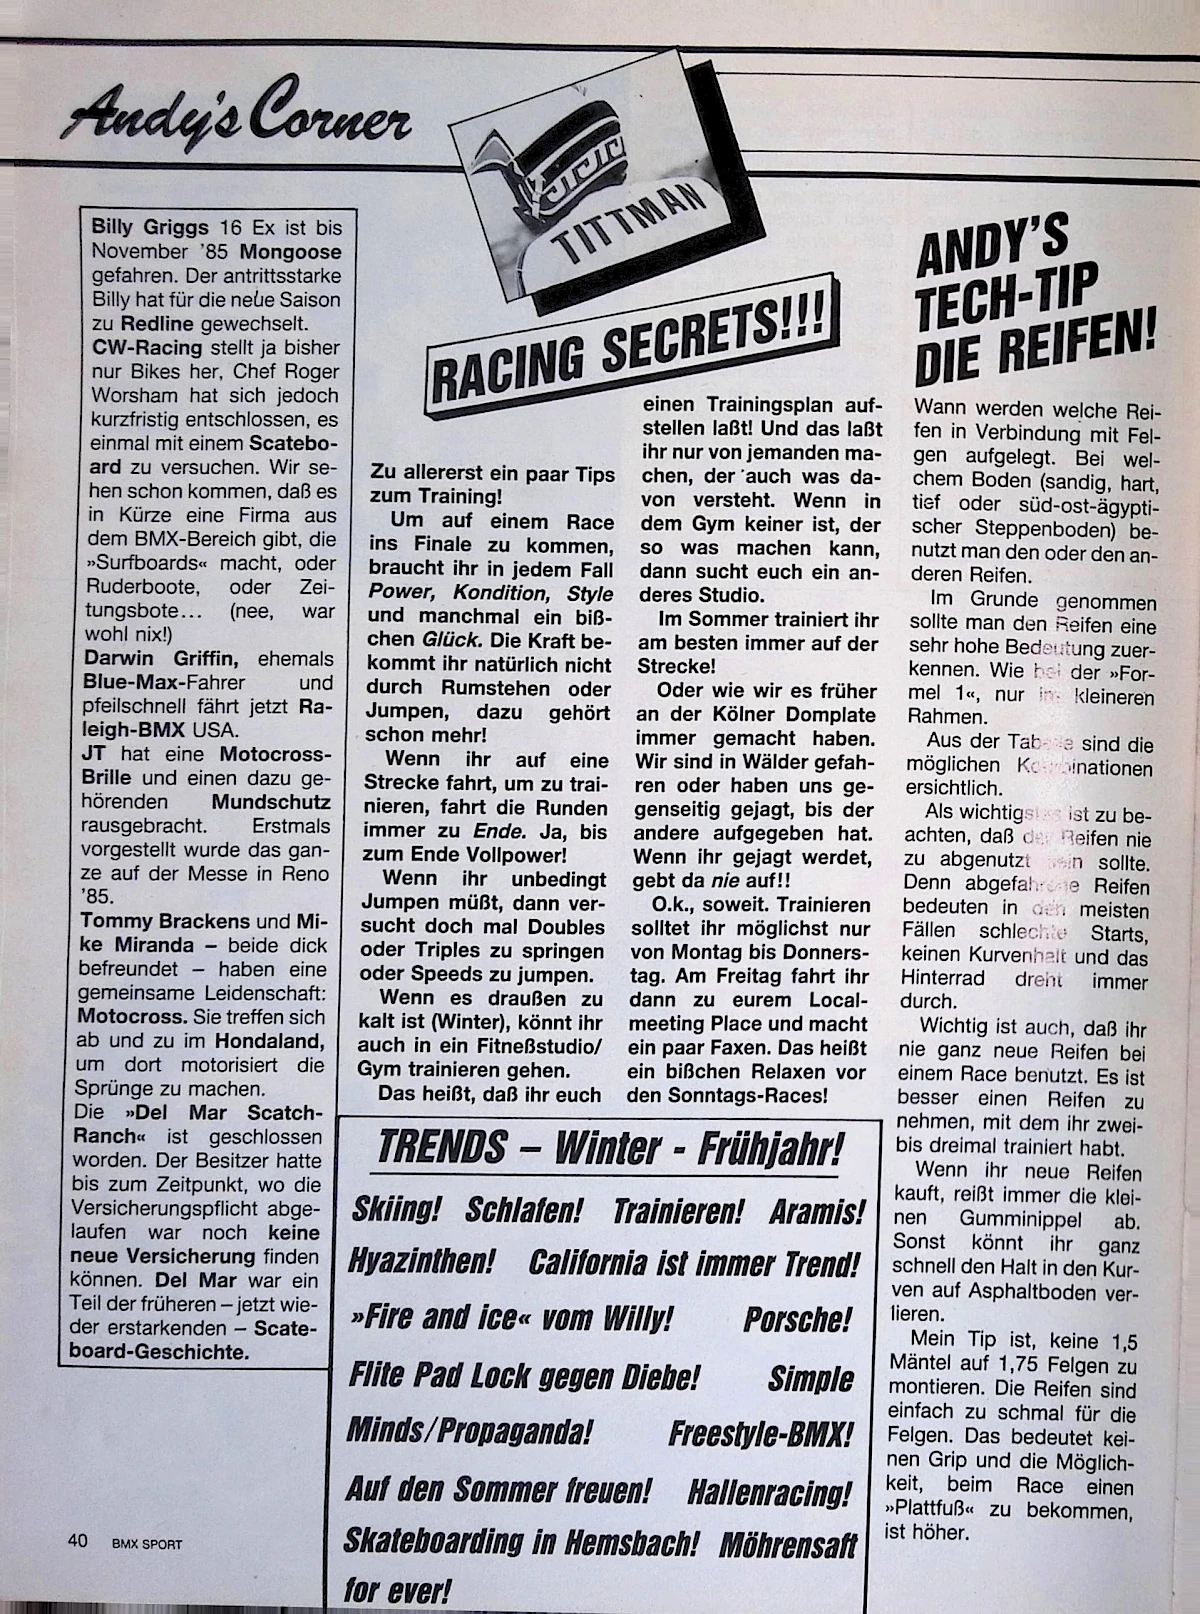 Andy's Corner
TITTMAN
Billy Griggs 16 Ex ist bis
November '85 Mongoose
gefahren. Der antrittsstarke
Billy hat für die neue Saison
zu Redline gewechselt.
CW-Racing stellt ja bisher
nur Bikes her, Chef Roger
Worsham hat sich jedoch
kurzfristig entschlossen, es
einmal mit einem Scatebo-
ard zu versuchen. Wir se-
hen schon kommen, daß es
in Kürze eine Firma aus
dem BMX-Bereich gibt, die
»Surfboards« macht, oder
Ruderboote, oder Zei-
tungsbote... (nee, war
wohl nix!)
Darwin Griffin, ehemals
Blue-Max-Fahrer und
pfeilschnell fährt jetzt Ra-
leigh-BMX USA.
JT hat eine Motocross-
Brille und einen dazu ge-
hörenden Mundschutz
rausgebracht. Erstmals
vorgestellt wurde das gan-
ze auf der Messe in Reno
'85.
Tommy Brackens und Mi-
ke Miranda – beide dick
befreundet – haben eine
gemeinsame Leidenschaft:
Motocross. Sie treffen sich
ab und zu im Hondaland,
um dort motorisiert die
Sprünge zu machen.
Die »Del Mar Scatch-
Ranch« ist geschlossen
worden. Der Besitzer hatte
bis zum Zeitpunkt, wo die
Versicherungspflicht abge-
laufen war noch keine
neue Versicherung finden
können. Del Mar war ein
Teil der früheren – jetzt wie-
der erstarkenden – Scate-
board-Geschichte.
RACING SECRETS!!!
Zu allererst ein paar Tips
zum Training!
Um auf einem Race
ins Finale zu kommen,
braucht ihr in jedem Fall
Power, Kondition, Style
und manchmal ein biß-
chen Glück. Die Kraft be-
kommt ihr natürlich nicht
durch Rumstehen oder
Jumpen, dazu gehört
schon mehr!
Wenn ihr auf eine
Strecke fahrt, um zu trai-
nieren, fahrt die Runden
immer zu Ende. Ja, bis
zum Ende Vollpower!
Wenn ihr unbedingt
Jumpen müßt, dann ver-
sucht doch mal Doubles
oder Triples zu springen
oder Speeds zu jumpen.
Wenn es draußen zu
kalt ist (Winter), könnt ihr
auch in ein Fitneßstudio/
Gym trainieren gehen.
Das heißt, daß ihr euch
einen Trainingsplan auf-
stellen laßt! Und das laßt
ihr nur von jemanden ma-
chen, der auch was da-
von versteht. Wenn in
dem Gym keiner ist, der
so was machen kann,
dann sucht euch ein an-
deres Studio.
Im Sommer trainiert ihr
am besten immer auf der
Strecke!
Oder wie wir es früher
an der Kölner Domplate
immer gemacht haben.
Wir sind in Wälder gefah-
ren oder haben uns ge-
genseitig gejagt, bis der
andere aufgegeben hat.
Wenn ihr gejagt werdet,
gebt da nie auf!!
O.k., soweit. Trainieren
solltet ihr möglichst nur
von Montag bis Donners-
tag. Am Freitag fahrt ihr
dann zu eurem Local-
meeting Place und macht
ein paar Faxen. Das heißt
ein bißchen Relaxen vor
den Sonntags-Races!
TRENDS – Winter - Frühjahr!
Skiing! Schlafen! Trainieren! Aramis!
Hyazinthen! California ist immer Trend!
»Fire and ice« vom Willy! Porsche!
Flite Pad Lock gegen Diebe! Simple
Minds/Propaganda! Freestyle-BMX!
Auf den Sommer freuen! Hallenracing!
Skateboarding in Hemsbach! Möhrensaft
for ever!
ANDY'S
TECH-TIP
DIE REIFEN!
Wann werden welche Rei-
fen in Verbindung mit Fel-
gen aufgelegt. Bei wel-
chem Boden (sandig, hart,
tief oder süd-ost-ägypti-
scher Steppenboden) be-
nutzt man den oder den an-
deren Reifen.
Im Grunde genommen
sollte man den Reifen eine
sehr hohe Bedeutung zuer-
kennen. Wie bei der »For-
mel 1«, nur im kleineren
Rahmen.
Aus der Tabelle sind die
möglichen Kombinationen
ersichtlich.
Als wichtigstes ist zu be-
achten, daß der Reifen nie
zu abgenutzt sein sollte.
Denn abgefahrene Reifen
bedeuten in den meisten
Fällen schlechte Starts,
keinen Kurvenhalt und das
Hinterrad dreht immer
durch.
Wichtig ist auch, daß ihr
nie ganz neue Reifen bei
einem Race benutzt. Es ist
besser einen Reifen zu
nehmen, mit dem ihr zwei-
bis dreimal trainiert habt.
Wenn ihr neue Reifen
kauft, reißt immer die klei-
nen Gumminippel ab.
Sonst könnt ihr ganz
schnell den Halt in den Kur-
ven auf Asphaltboden ver-
lieren.
Mein Tip ist, keine 1,5
Mäntel auf 1,75 Felgen zu
montieren. Die Reifen sind
einfach zu schmal für die
Felgen. Das bedeutet kei-
nen Grip und die Möglich-
keit, beim Race einen
»Plattfuß« zu bekommen,
ist höher.
40 BMX SPORT